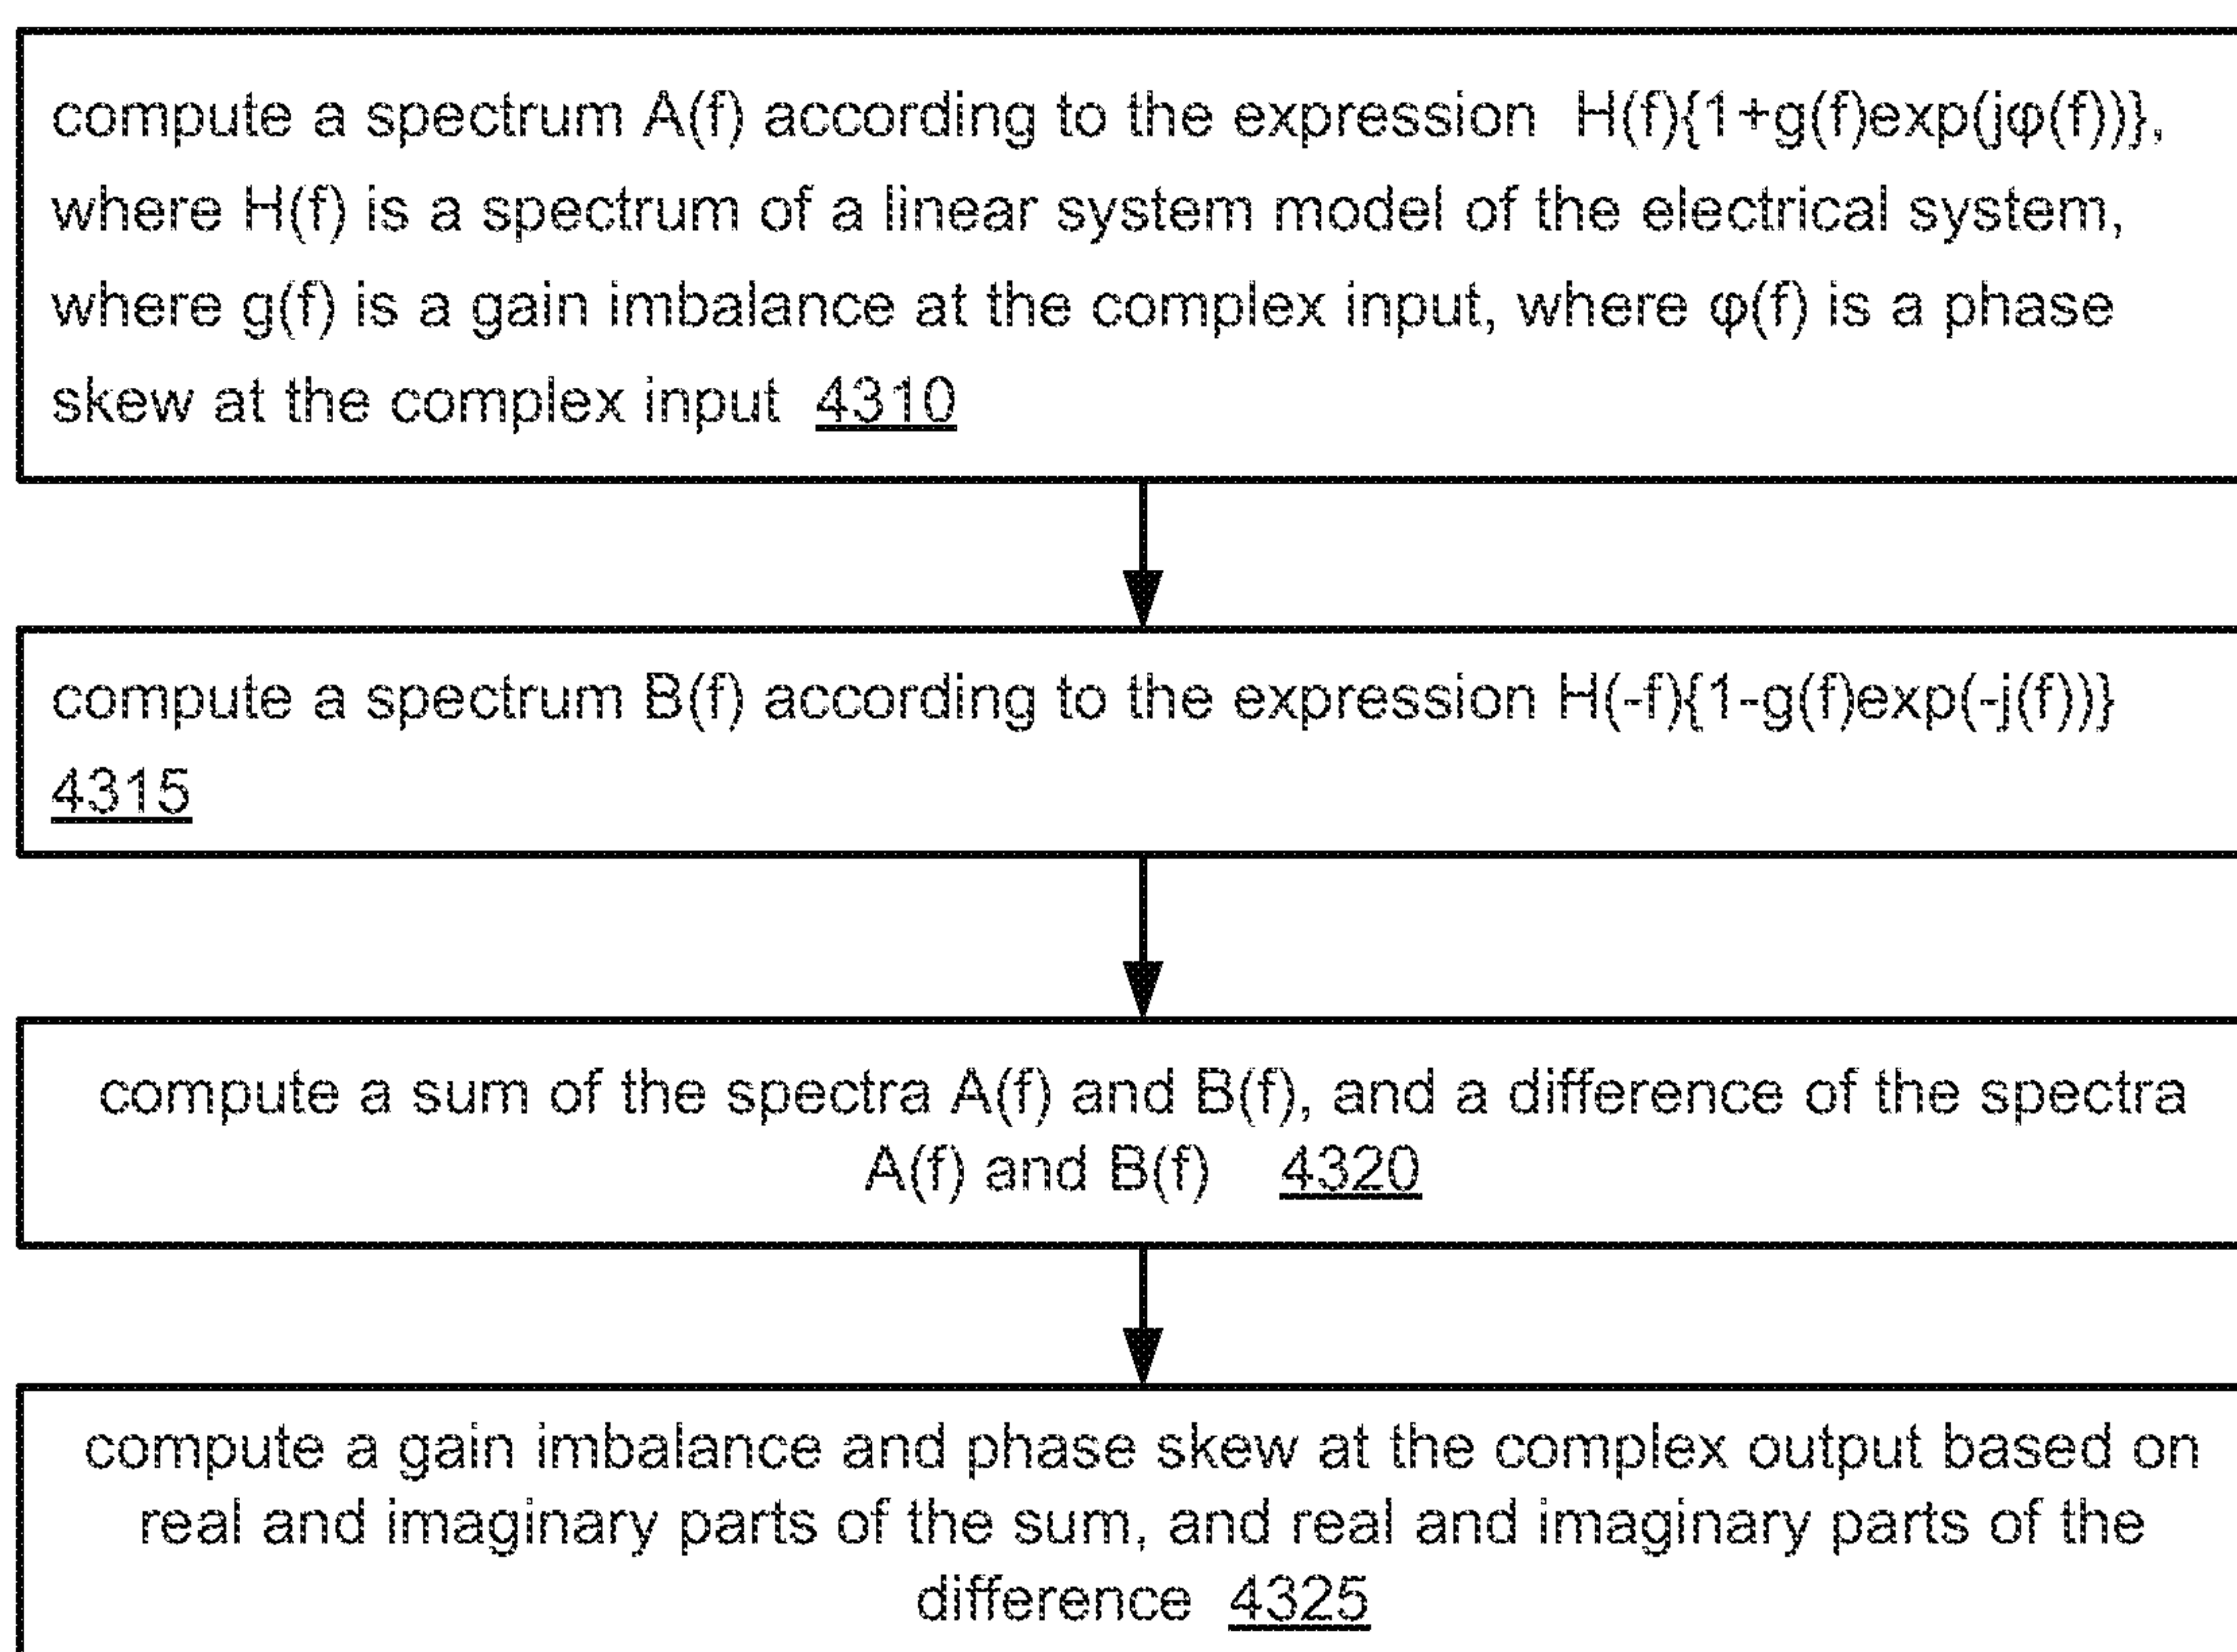 compute a spectrum A(f) according to the expression H(f){1+g(f)exp(jφ(f))},
where H(f) is a spectrum of a linear system model of the electrical system,
where g(f) is a gain imbalance at the complex input, where φ(f) is a phase
skew at the complex input 4310
compute a spectrum B(f) according to the expression H(-f){1-g(f)exp(-j(f))}
4315
compute a sum of the spectra A(f) and B(f), and a difference of the spectra
A(f) and B(f) 4320
compute a gain imbalance and phase skew at the complex output based on
real and imaginary parts of the sum, and real and imaginary parts of the
difference 4325